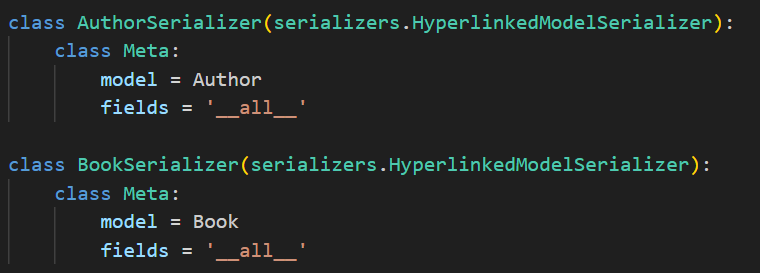 class AuthorSerializer(serializers.HyperlinkedModelSerializer):
    class Meta:
        model = Author
        fields = '__all__'

class BookSerializer(serializers.HyperlinkedModelSerializer):
    class Meta:
        model = Book
        fields = '__all__'